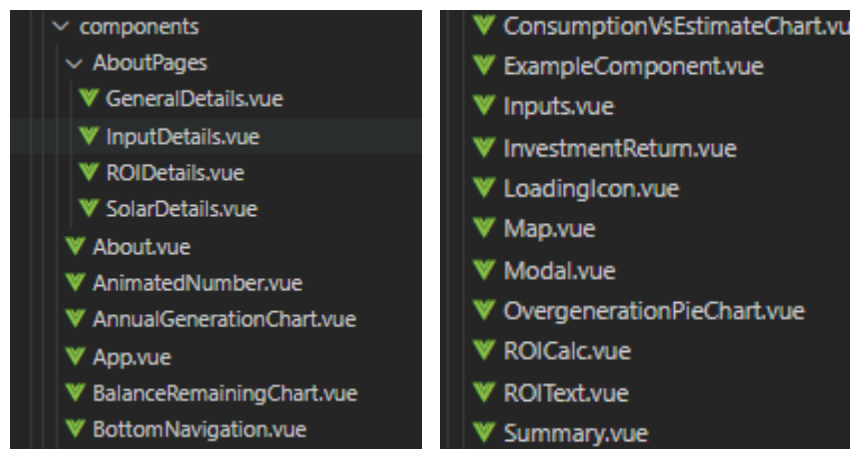 components
AboutPages
GeneralDetails.vue
InputDetails.vue
ROIDetails.vue
SolarDetails.vue
About.vue
AnimatedNumber.vue
AnnualGenerationChart.vue
App.vue
BalanceRemainingChart.vue
BottomNavigation.vue
ConsumptionVsEstimateChart.vu
ExampleComponent.vue
Inputs.vue
InvestmentReturn.vue
LoadingIcon.vue
Map.vue
Modal.vue
OvergenerationPieChart.vue
ROICalc.vue
ROIText.vue
Summary.vue